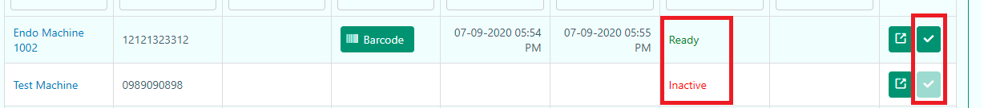 Endo Machine
1002
12121323312
Barcode
07-09-2020 05:54
PM
07-09-2020 05:55
PM
Ready
Test Machine
0989090898
Inactive